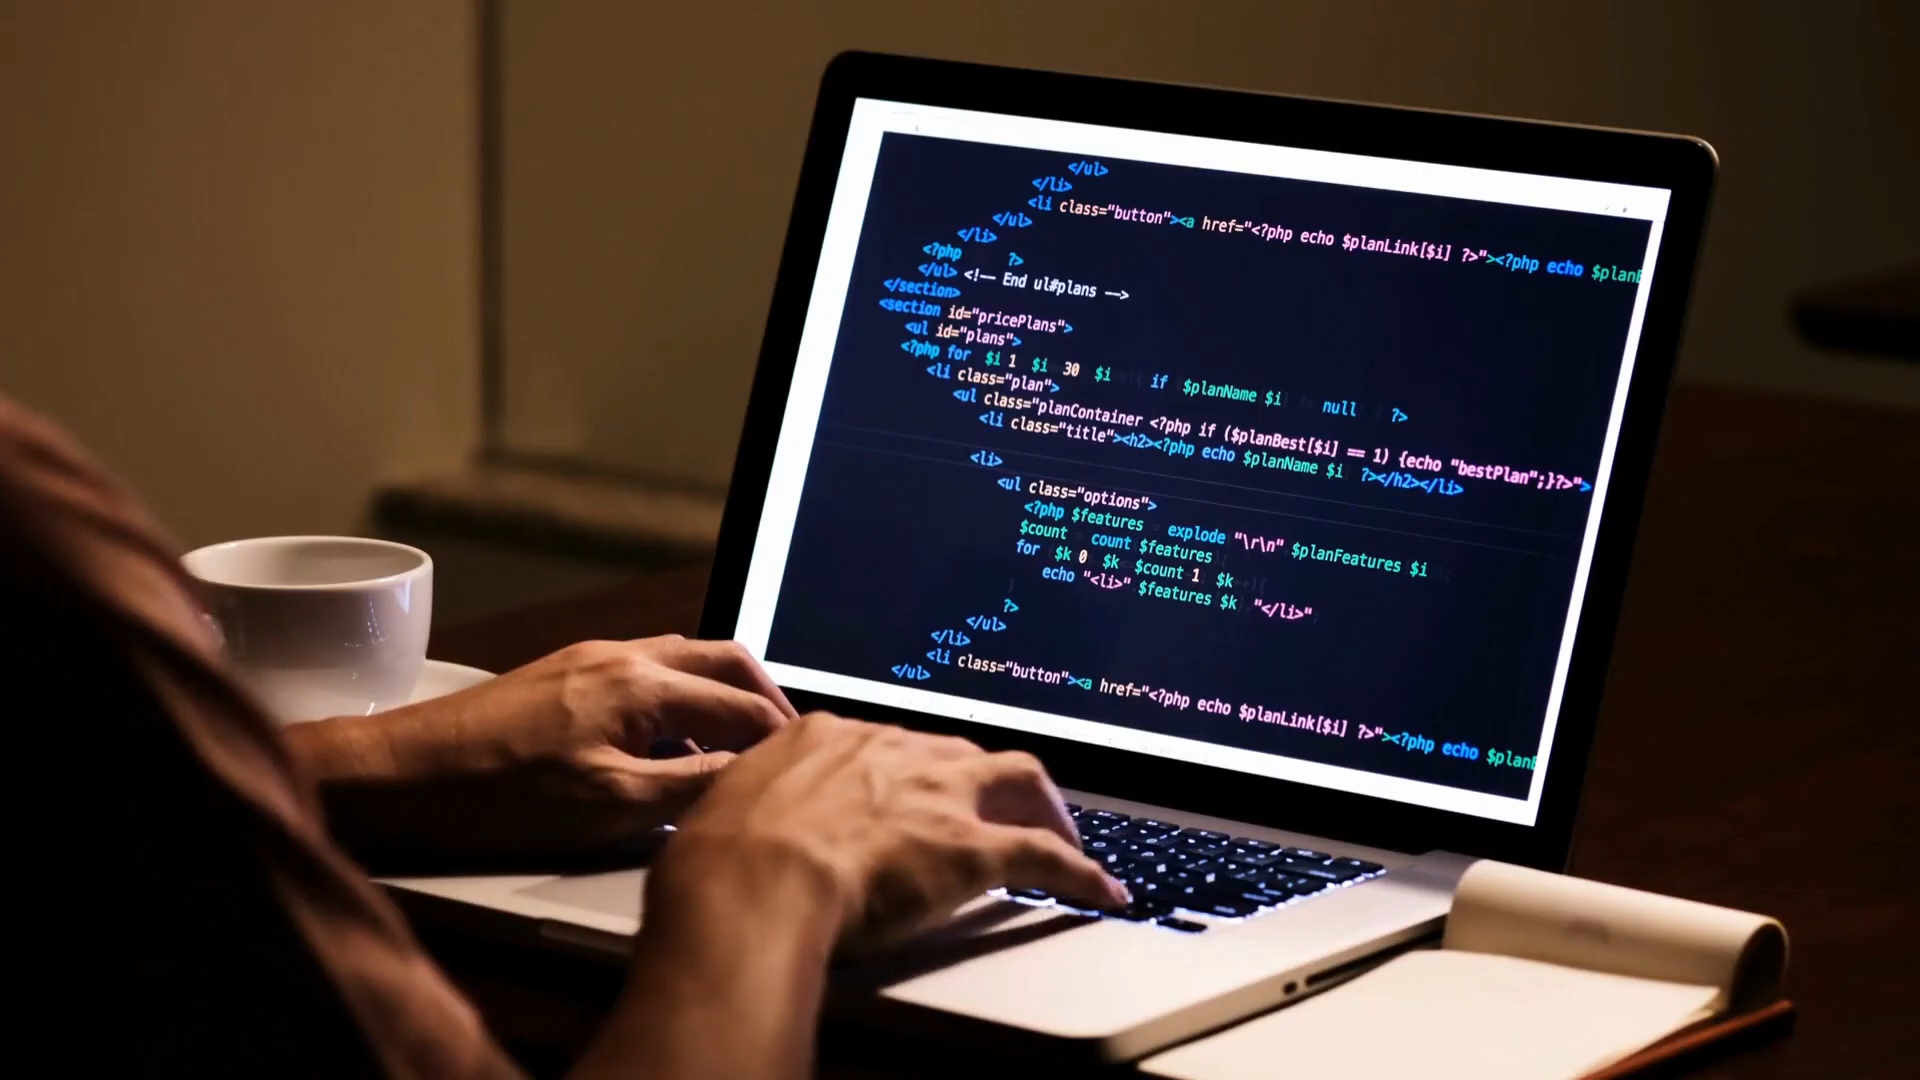 </ul>
</li>
<li class="button"><a href="<?php echo $planLink[$i] ?>"><?php echo $plan
</ul>
</li>
<?php ?>
</ul> <!-- End ul#plans -->
</section>
<section id="pricePlans">
<ul id="plans">
<?php for $i 1 $i 30 $i if $planName $i null ?>
<li class="plan">
<ul class="planContainer <?php if ($planBest[$i] == 1) {echo "bestPlan";}?>">
<li class="title"><h2><?php echo $planName $i ?></h2></li>
<li>
<ul class="options">
<?php $features = explode "\r\n" $planFeatures $i
$count = count $features
for $k 0 $k $count 1 $k
echo "<li>" $features $k "</li>"
?>
</ul>
</li>
<li class="button"><a href="<?php echo $planLink[$i] ?>"><?php echo $plan
</ul>